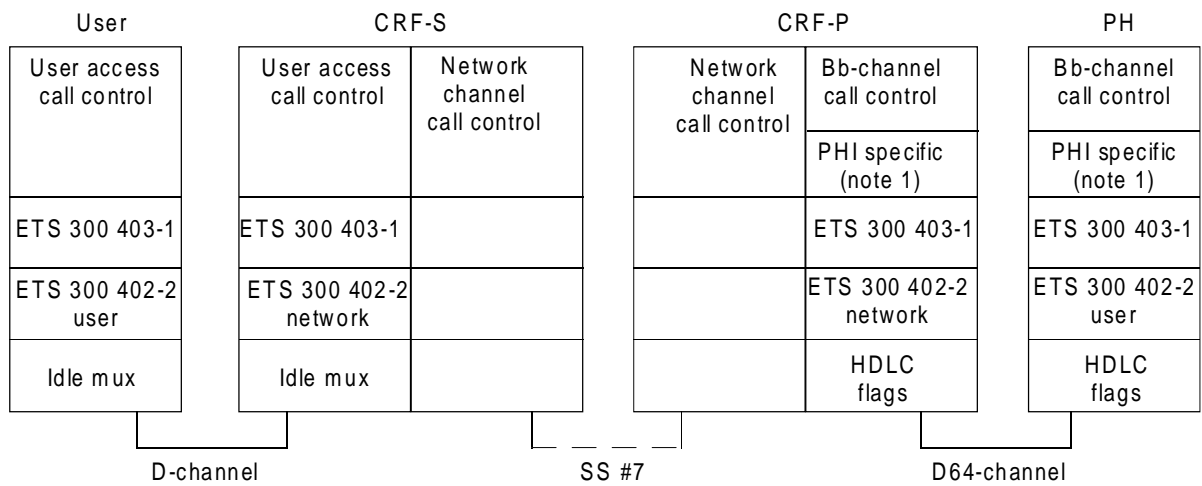 User
CRF-S
CRF-P
PH
User access
call control
User access
call control
Network
channel
call control
Network
channel
call control
Bb-channel
call control
Bb-channel
call control
PHI specific
(note 1)
PHI specific
(note 1)
ETS 300 403-1
ETS 300 403-1
ETS 300 403-1
ETS 300 403-1
ETS 300 402-2
user
ETS 300 402-2
network
ETS 300 402-2
network
ETS 300 402-2
user
Idle mux
Idle mux
HDLC
flags
HDLC
flags
D-channel
SS #7
D64-channel